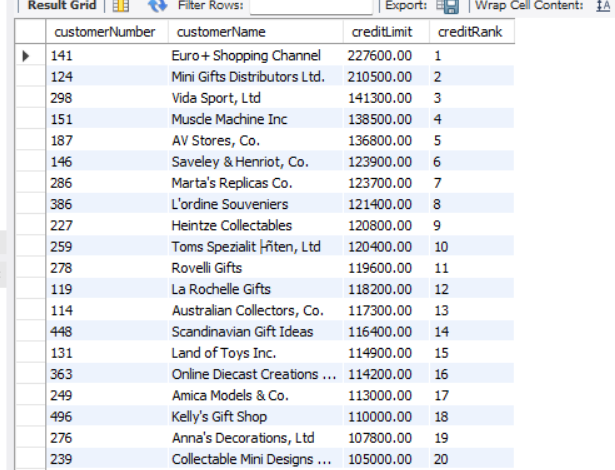 Result Grid Filter Rows: Export: Wrap Cell Content: IA
customerNumber customerName creditLimit creditRank
141 Euro+ Shopping Channel 227600.00 1
124 Mini Gifts Distributors Ltd. 210500.00 2
298 Vida Sport, Ltd 141300.00 3
151 Muscle Machine Inc 138500.00 4
187 AV Stores, Co. 136800.00 5
146 Saveley & Henriot, Co. 123900.00 6
286 Marta's Replicas Co. 123700.00 7
386 L'ordine Souveniers 121400.00 8
227 Heintze Collectables 120800.00 9
259 Toms Spezialit├ñten, Ltd 120400.00 10
278 Rovelli Gifts 119600.00 11
119 La Rochelle Gifts 118200.00 12
114 Australian Collectors, Co. 117300.00 13
448 Scandinavian Gift Ideas 116400.00 14
131 Land of Toys Inc. 114900.00 15
363 Online Diecast Creations ... 114200.00 16
249 Amica Models & Co. 113000.00 17
496 Kelly's Gift Shop 110000.00 18
276 Anna's Decorations, Ltd 107800.00 19
239 Collectable Mini Designs ... 105000.00 20